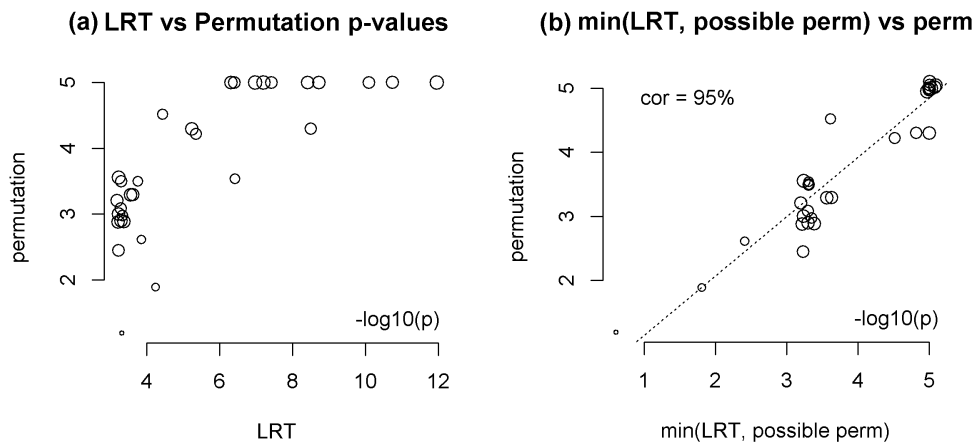 (a) LRT vs Permutation p-values
permutation
5
4
3
2
-log10(p)
4 6 8 10 12
LRT
(b) min(LRT, possible perm) vs perm
cor = 95%
permutation
5
4
3
2
-log10(p)
1 2 3 4 5
min(LRT, possible perm)